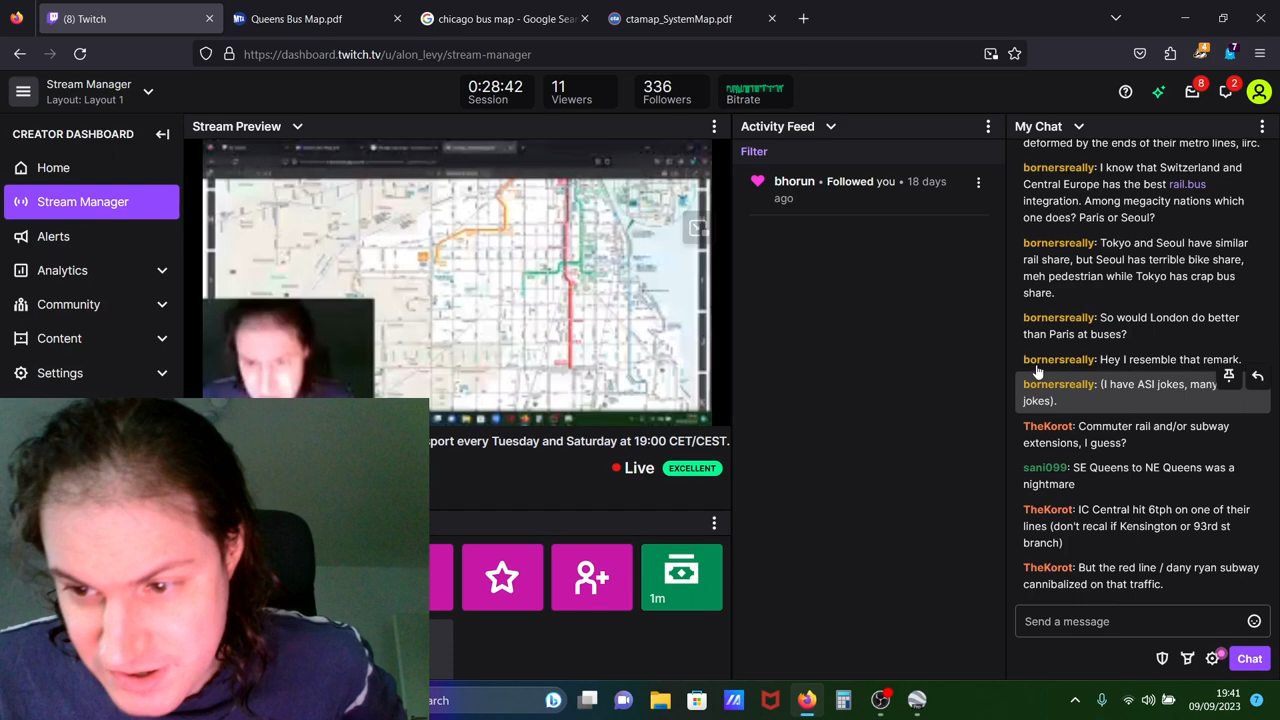 (8) Twitch
Queens Bus Map.pdf
chicago bus map - Google Sea
ctamap_SystemMap.pdf
https://dashboard.twitch.tv/u/alon_levy/stream-manager
4
7
Stream Manager
Layout: Layout 1
0:28:42
Session
11
Viewers
336
Followers
Bitrate
8
2
CREATOR DASHBOARD
Home
Stream Manager
Alerts
Analytics
Community
Content
Settings
Stream Preview
port every Tuesday and Saturday at 19:00 CET/CEST.
Live
EXCELLENT
1m
Activity Feed
Filter
bhorun • Followed you • 18 days
ago
My Chat
deformed by the ends of their metro lines, iirc.
bornersreally: I know that Switzerland and
Central Europe has the best rail.bus
integration. Among megacity nations which
one does? Paris or Seoul?
bornersreally: Tokyo and Seoul have similar
rail share, but Seoul has terrible bike share,
meh pedestrian while Tokyo has crap bus
share.
bornersreally: So would London do better
than Paris at buses?
bornersreally: Hey I resemble that remark.
bornersreally: (I have ASI jokes, many
jokes).
TheKorot: Commuter rail and/or subway
extensions, I guess?
sani099: SE Queens to NE Queens was a
nightmare
TheKorot: IC Central hit 6tph on one of their
lines (don't recal if Kensington or 93rd st
branch)
TheKorot: But the red line / dany ryan subway
cannibalized on that traffic.
Send a message
Chat
arch
19:41
09/09/2023
7